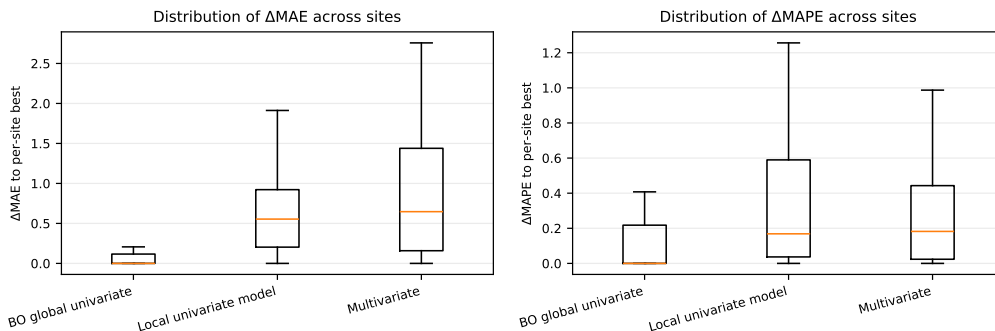 Distribution of ΔMAE across sites
ΔMAE to per-site best
2.5
2.0
1.5
1.0
0.5
0.0
BO global univariate
Local univariate model
Multivariate
Distribution of ΔMAPE across sites
ΔMAPE to per-site best
1.2
1.0
0.8
0.6
0.4
0.2
0.0
BO global univariate
Local univariate model
Multivariate